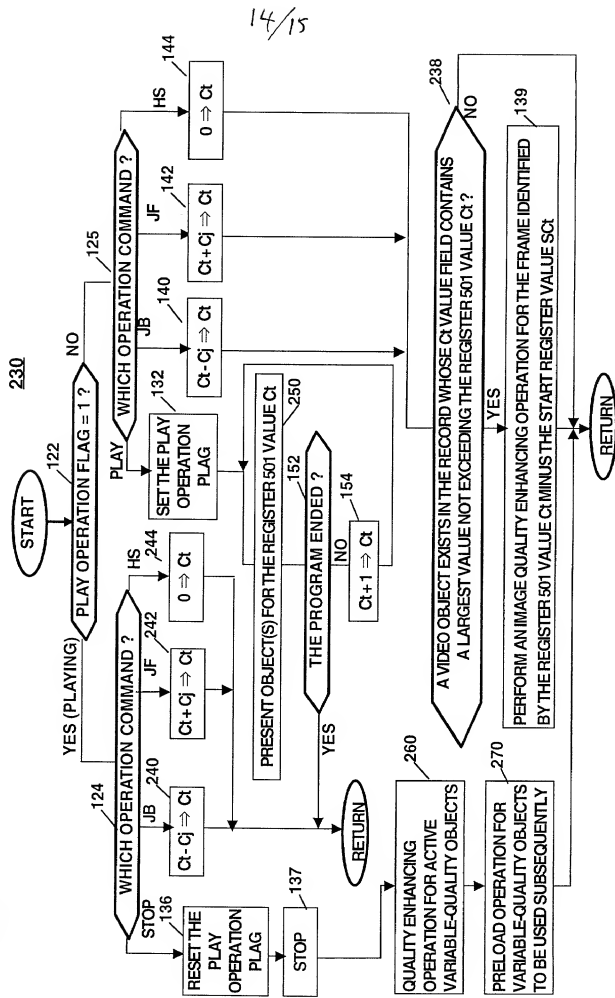 14/15
230
START
122
PLAY OPERATION FLAG = 1 ?
YES (PLAYING)
NO
124
WHICH OPERATION COMMAND ?
STOP
JB
JF
HS
136
RESET THE
PLAY
OPERATION
PLAG
137
STOP
240
Ct - Cj ⇒ Ct
242
Ct + Cj ⇒ Ct
244
0 ⇒ Ct
RETURN
125
WHICH OPERATION COMMAND ?
PLAY
JB
JF
HS
132
SET THE PLAY
OPERATION
PLAG
140
Ct - Cj ⇒ Ct
142
Ct + Cj ⇒ Ct
144
0 ⇒ Ct
250
PRESENT OBJECT(S) FOR THE REGISTER 501 VALUE Ct
152
THE PROGRAM ENDED ?
YES
NO
154
Ct + 1 ⇒ Ct
260
QUALITY ENHANCING
OPERATION FOR ACTIVE
VARIABLE-QUALITY OBJECTS
270
PRELOAD OPERATION FOR
VARIABLE-QUALITY OBJECTS
TO BE USED SUBSEQUENTLY
238
A VIDEO OBJECT EXISTS IN THE RECORD WHOSE Ct VALUE FIELD CONTAINS
A LARGEST VALUE NOT EXCEEDING THE REGISTER 501 VALUE Ct ?
NO
YES
139
PERFORM AN IMAGE QUALITY ENHANCING OPERATION FOR THE FRAME IDENTIFIED
BY THE REGISTER 501 VALUE Ct MINUS THE START REGISTER VALUE SCt
RETURN